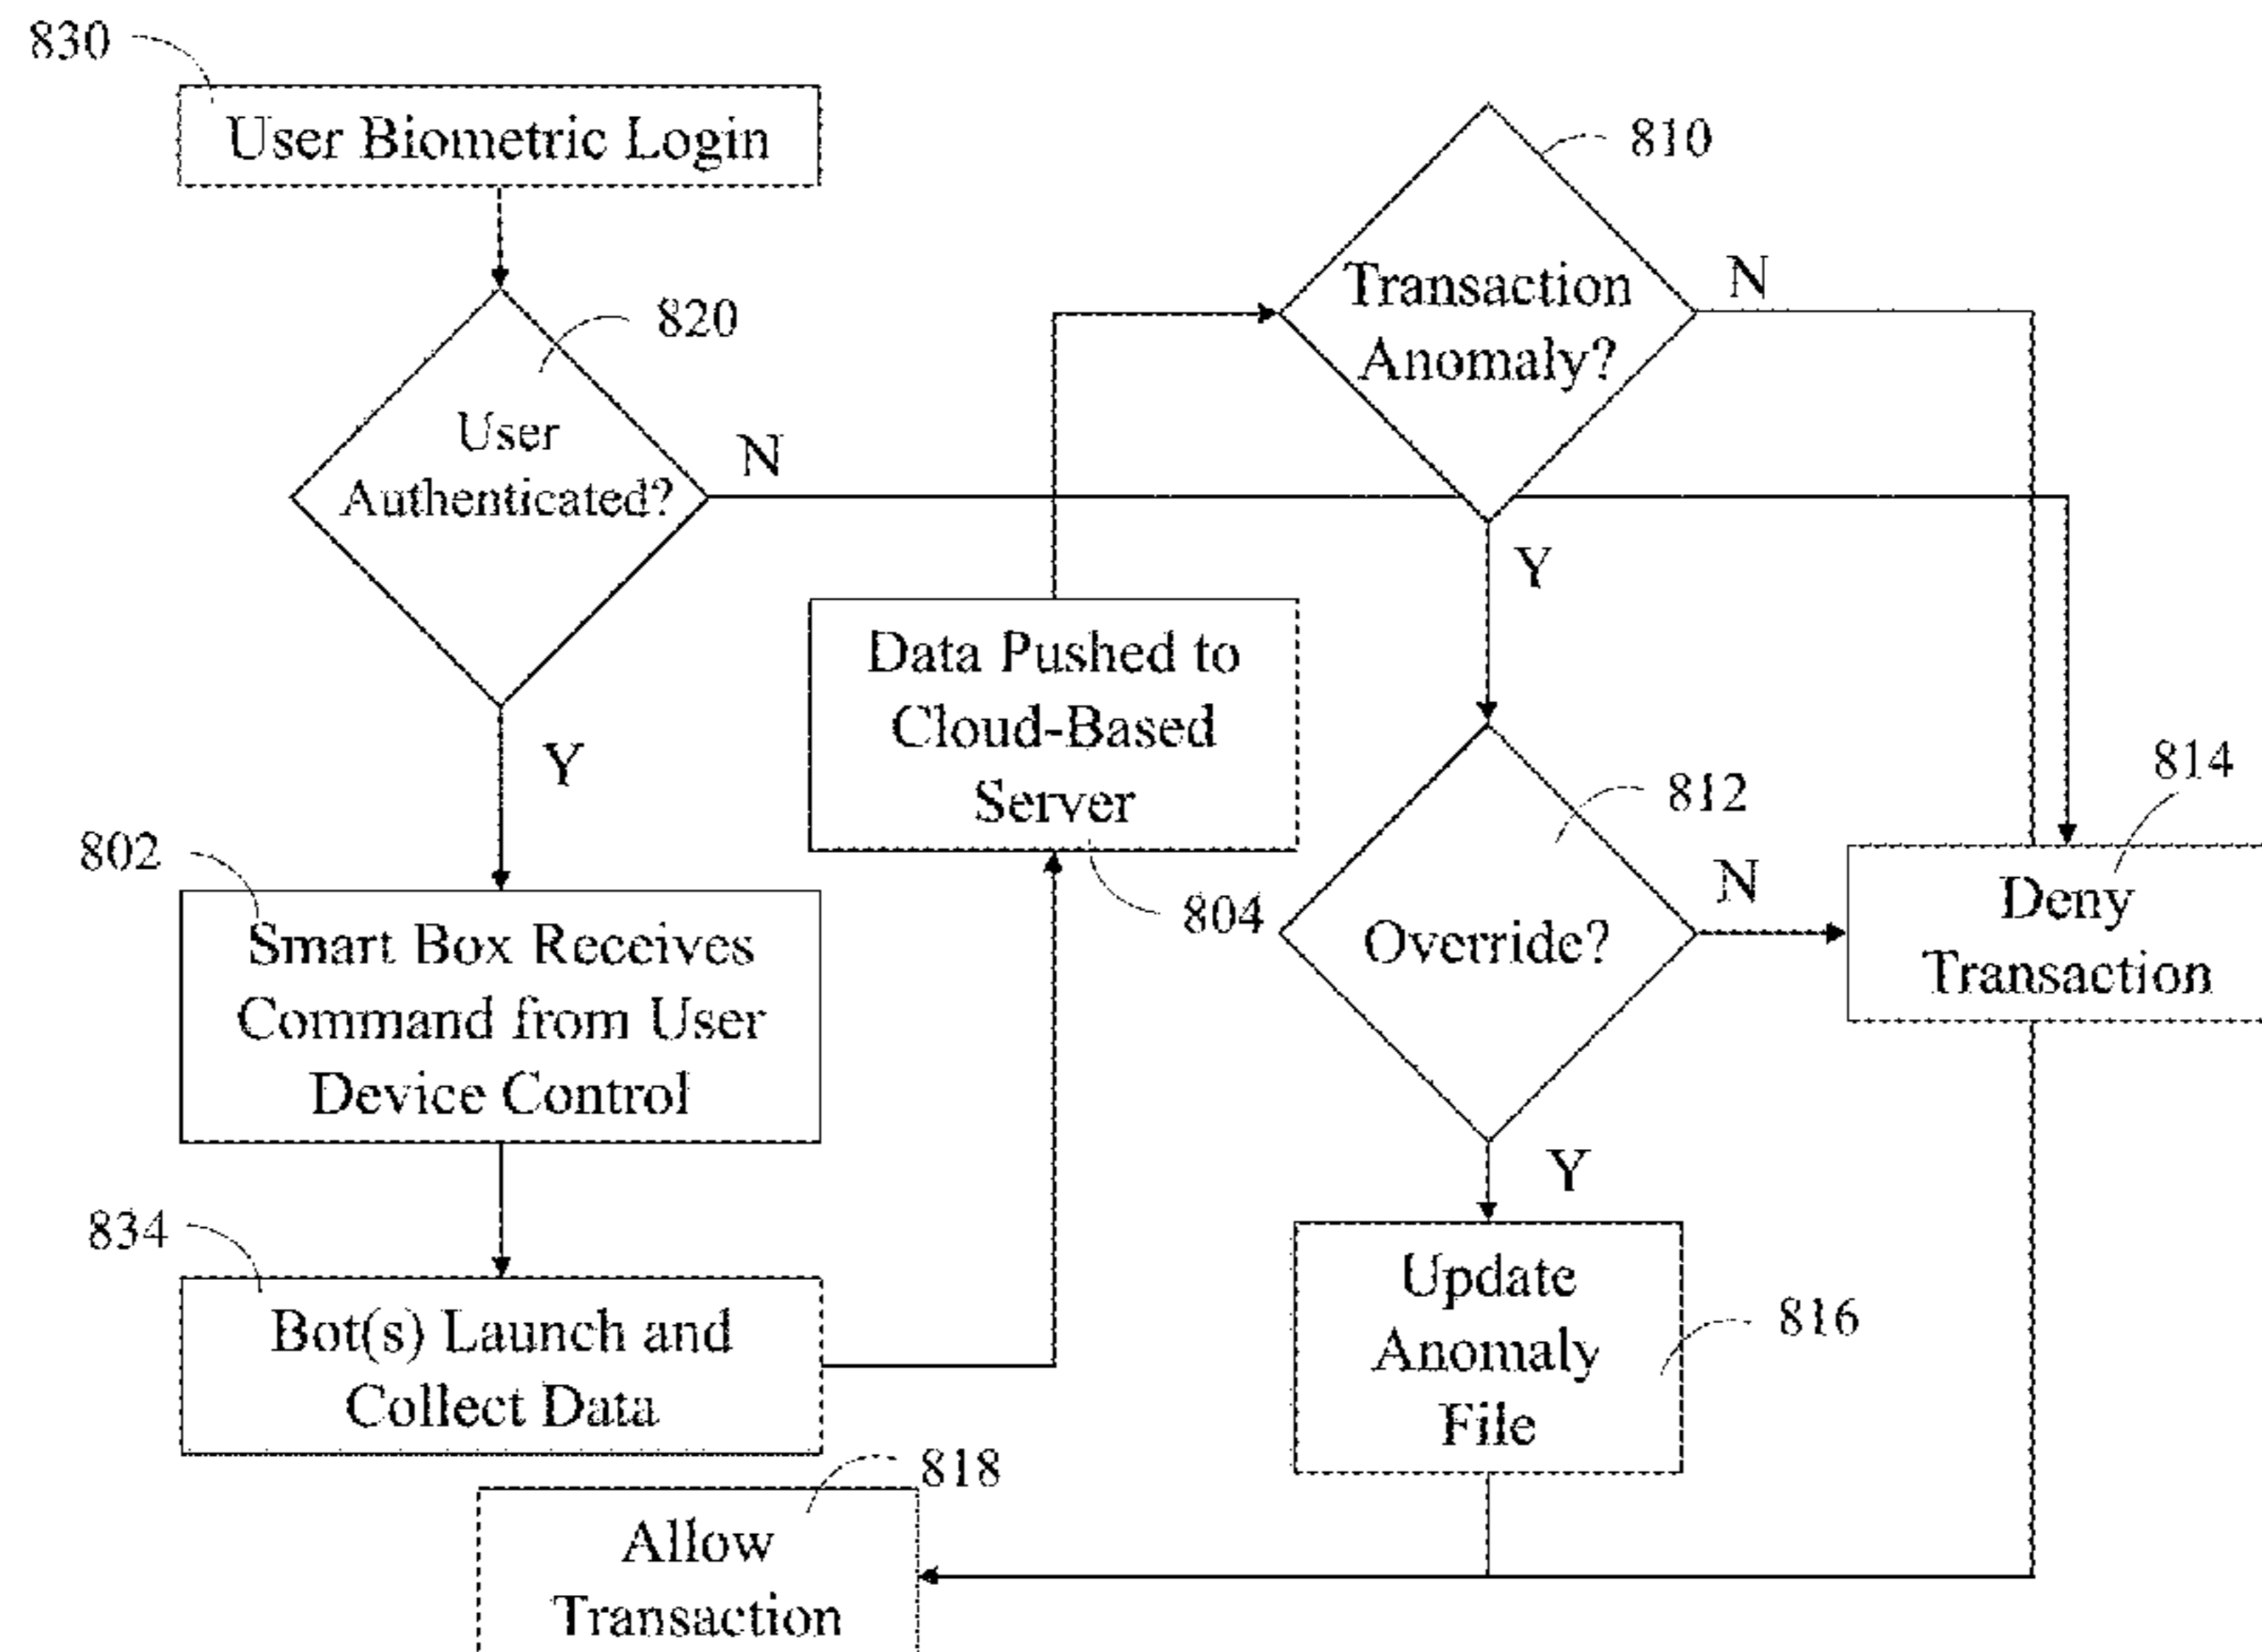 830
User Biometric Login
820
User
Authenticated?
N
Y
802
Smart Box Receives
Command from User
Device Control
834
Bot(s) Launch and
Collect Data
Data Pushed to
Cloud-Based
Server
804
810
Transaction
Anomaly?
N
Y
812
Override?
N
Y
814
Deny
Transaction
Update
Anomaly
File
816
818
Allow
Transaction